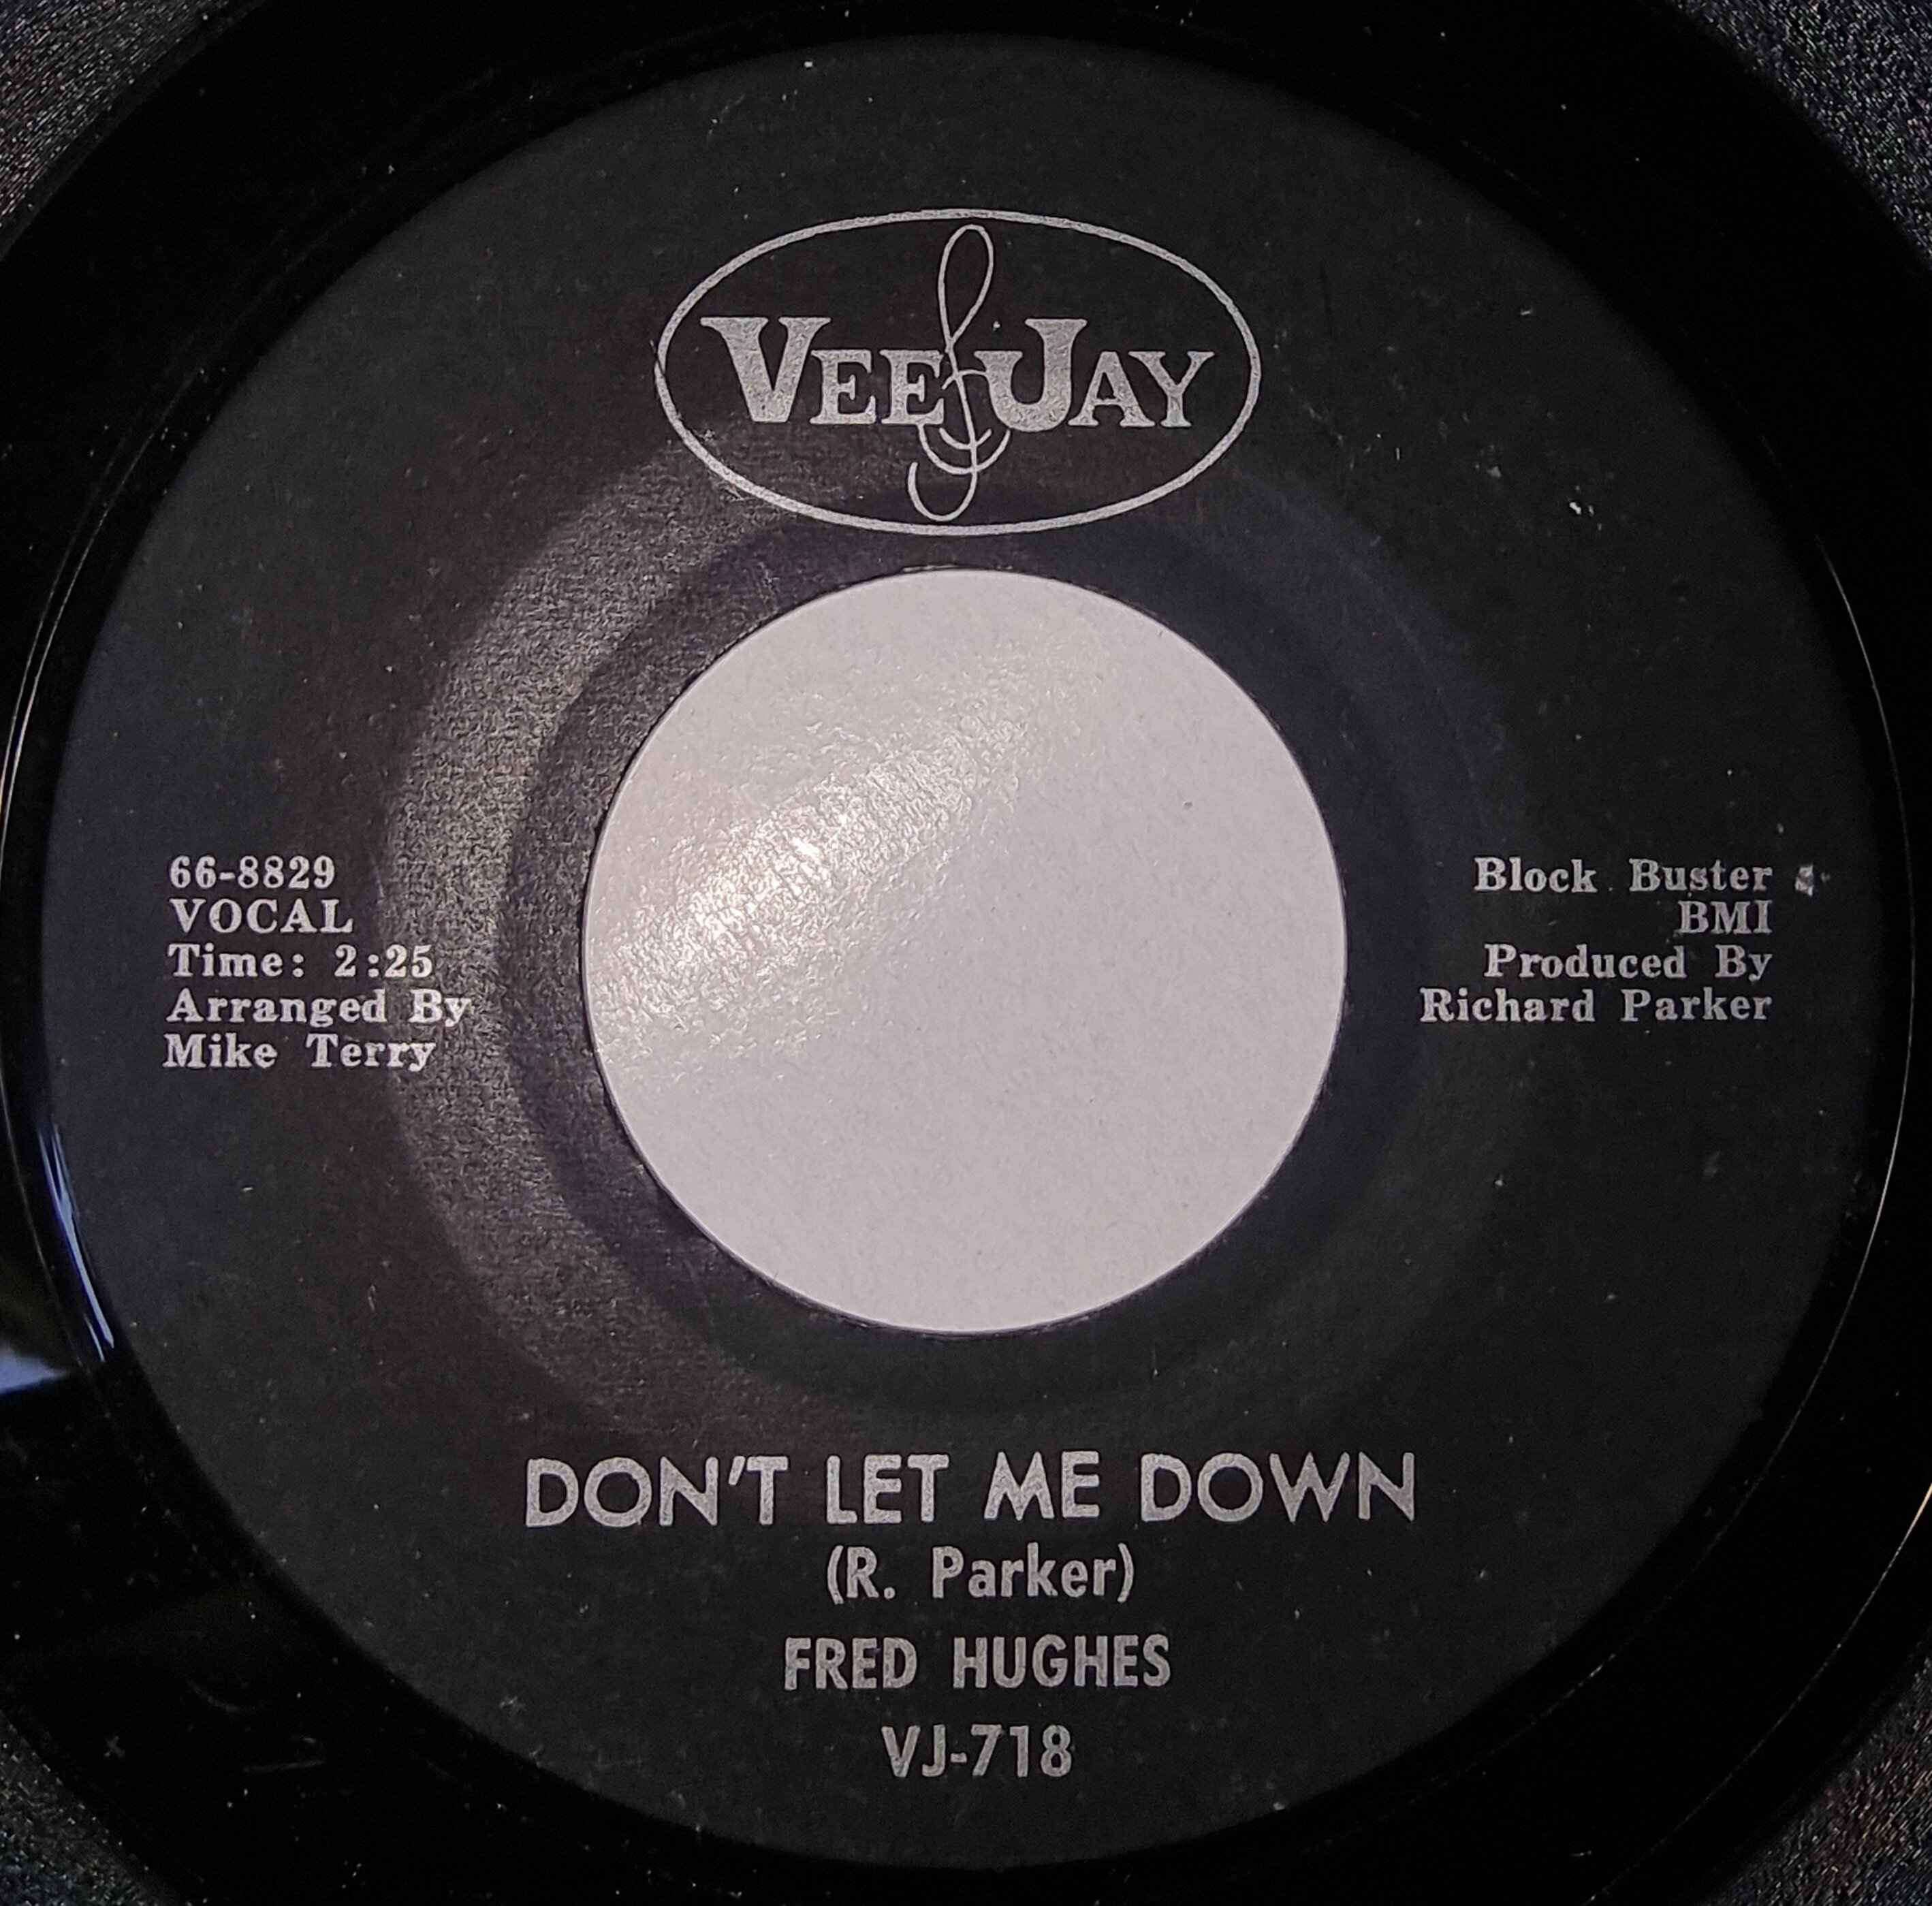 VEE JAY
66-8829
VOCAL
Time: 2:25
Arranged By
Mike Terry
Block Buster
BMI
Produced By
Richard Parker
DON'T LET ME DOWN
(R. Parker)
FRED HUGHES
VJ-718